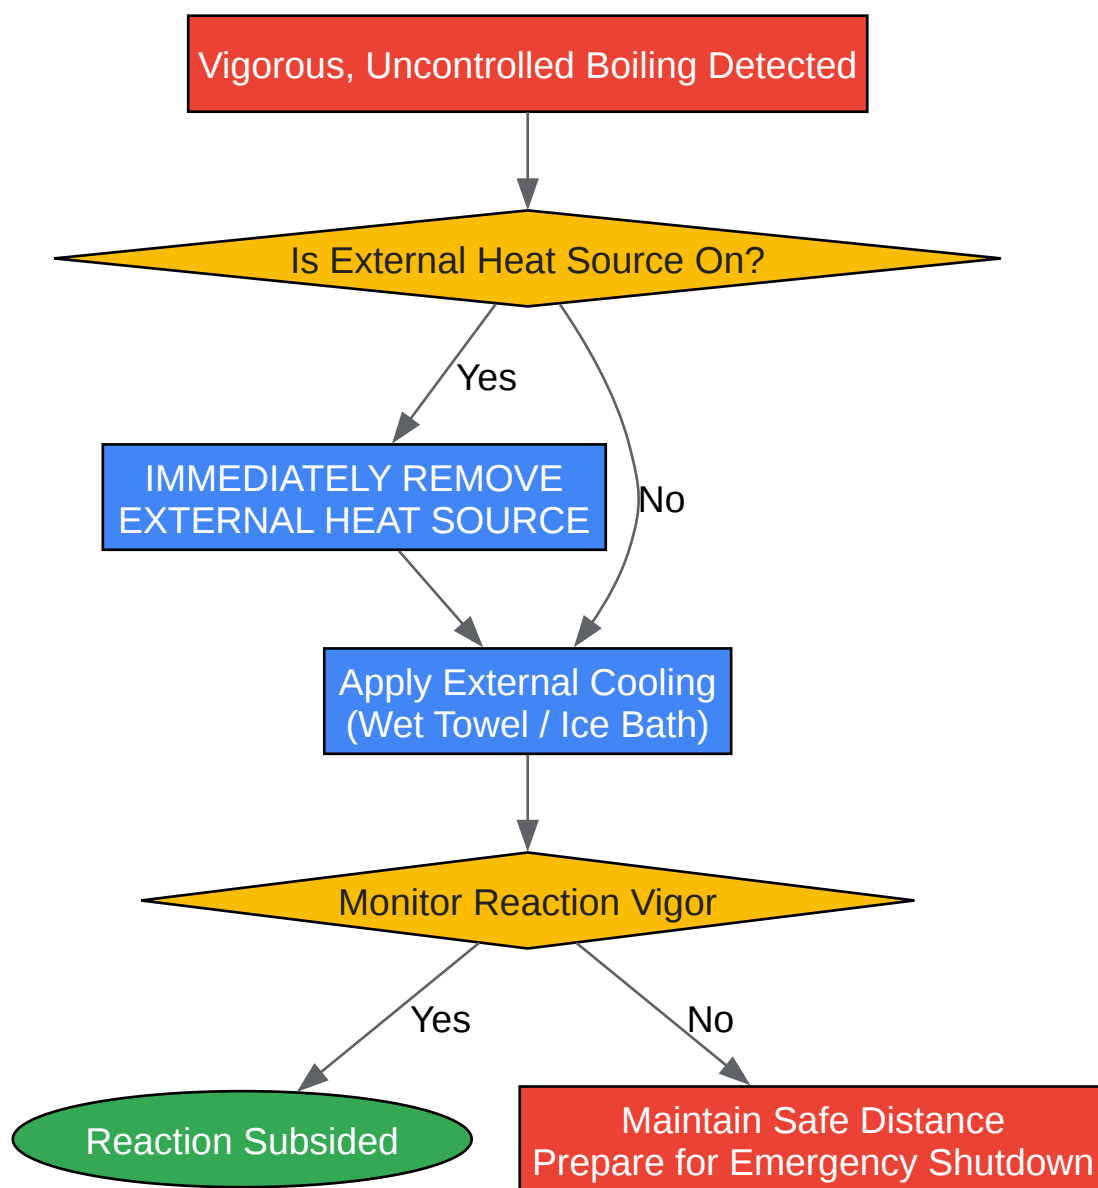 Vigorous, Uncontrolled Boiling Detected
Is External Heat Source On?
Yes
IMMEDIATELY REMOVE
EXTERNAL HEAT SOURCE
No
Apply External Cooling
(Wet Towel / Ice Bath)
Monitor Reaction Vigor
Yes
No
Reaction Subsided
Maintain Safe Distance
Prepare for Emergency Shutdown